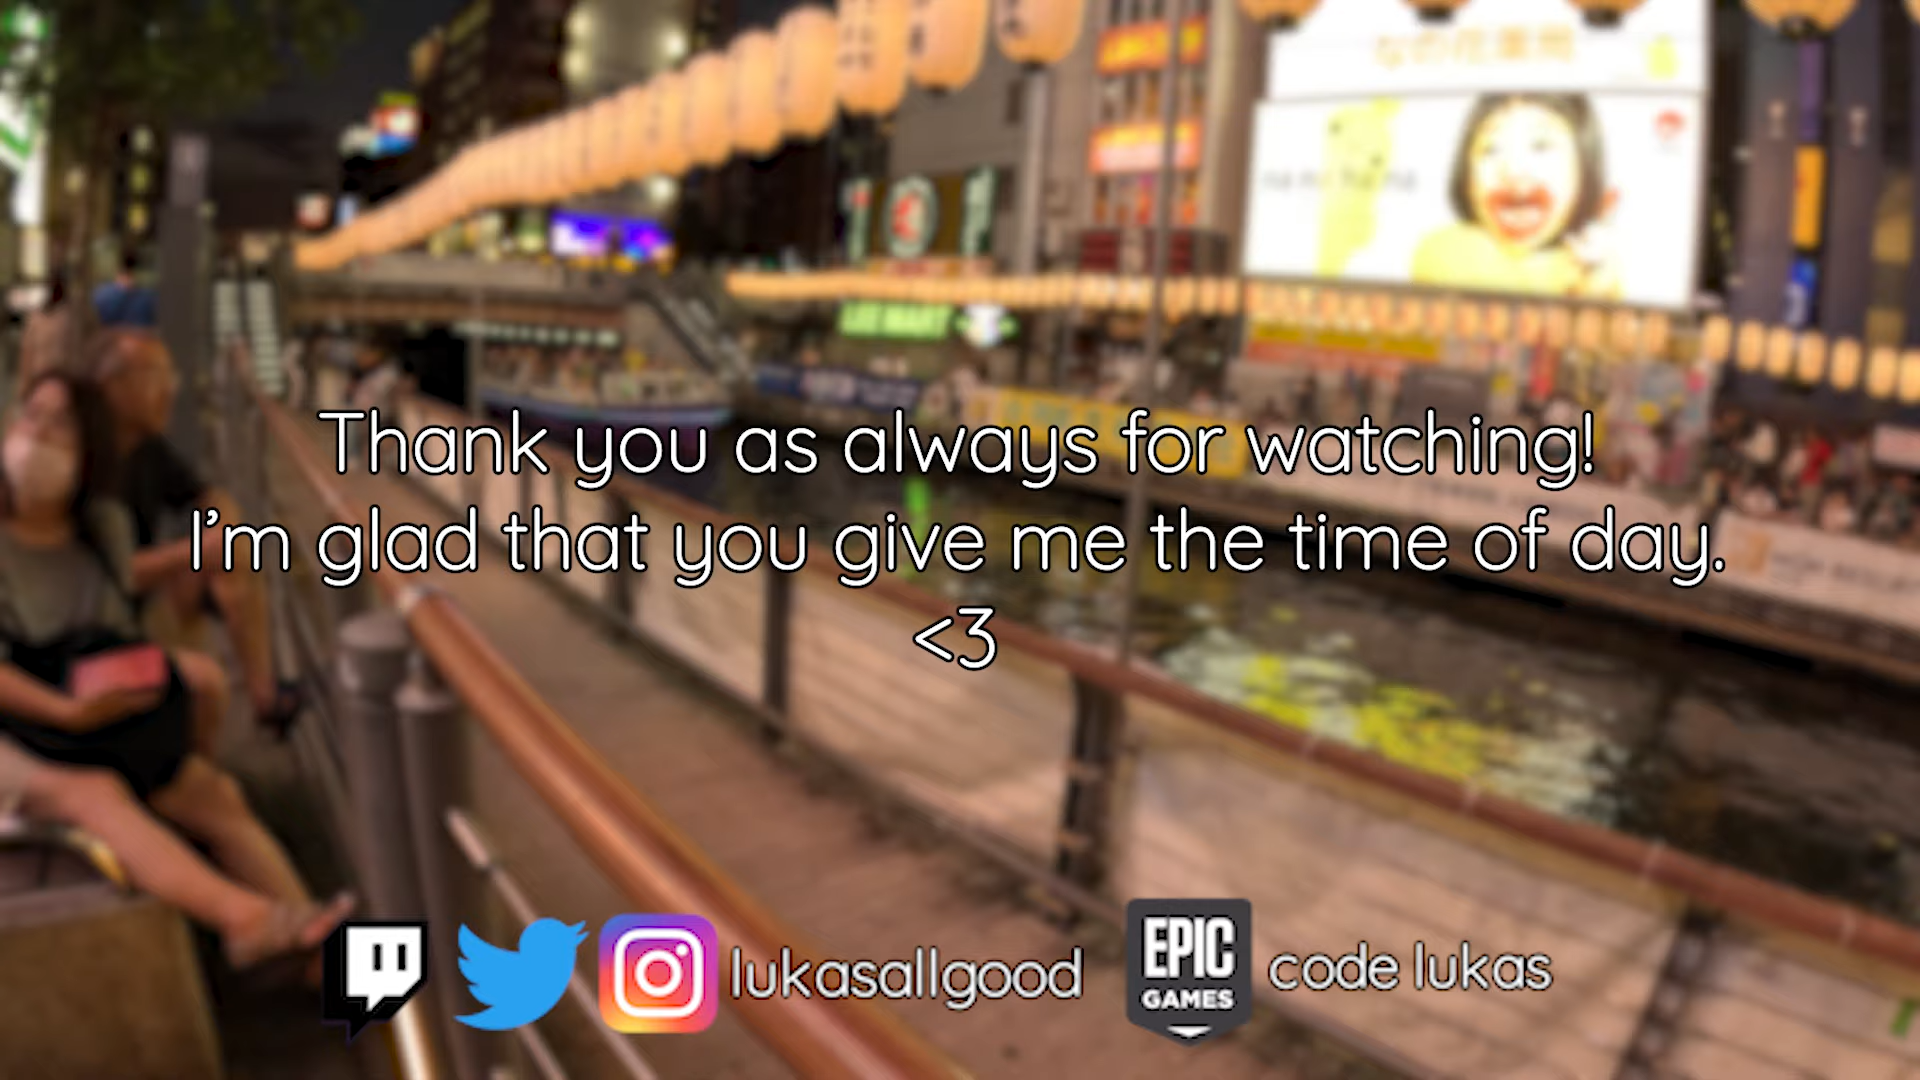 Thank you as always for watching!
I'm glad that you give me the time of day.
<3
lukasallgood
EPIC
GAMES
code lukas